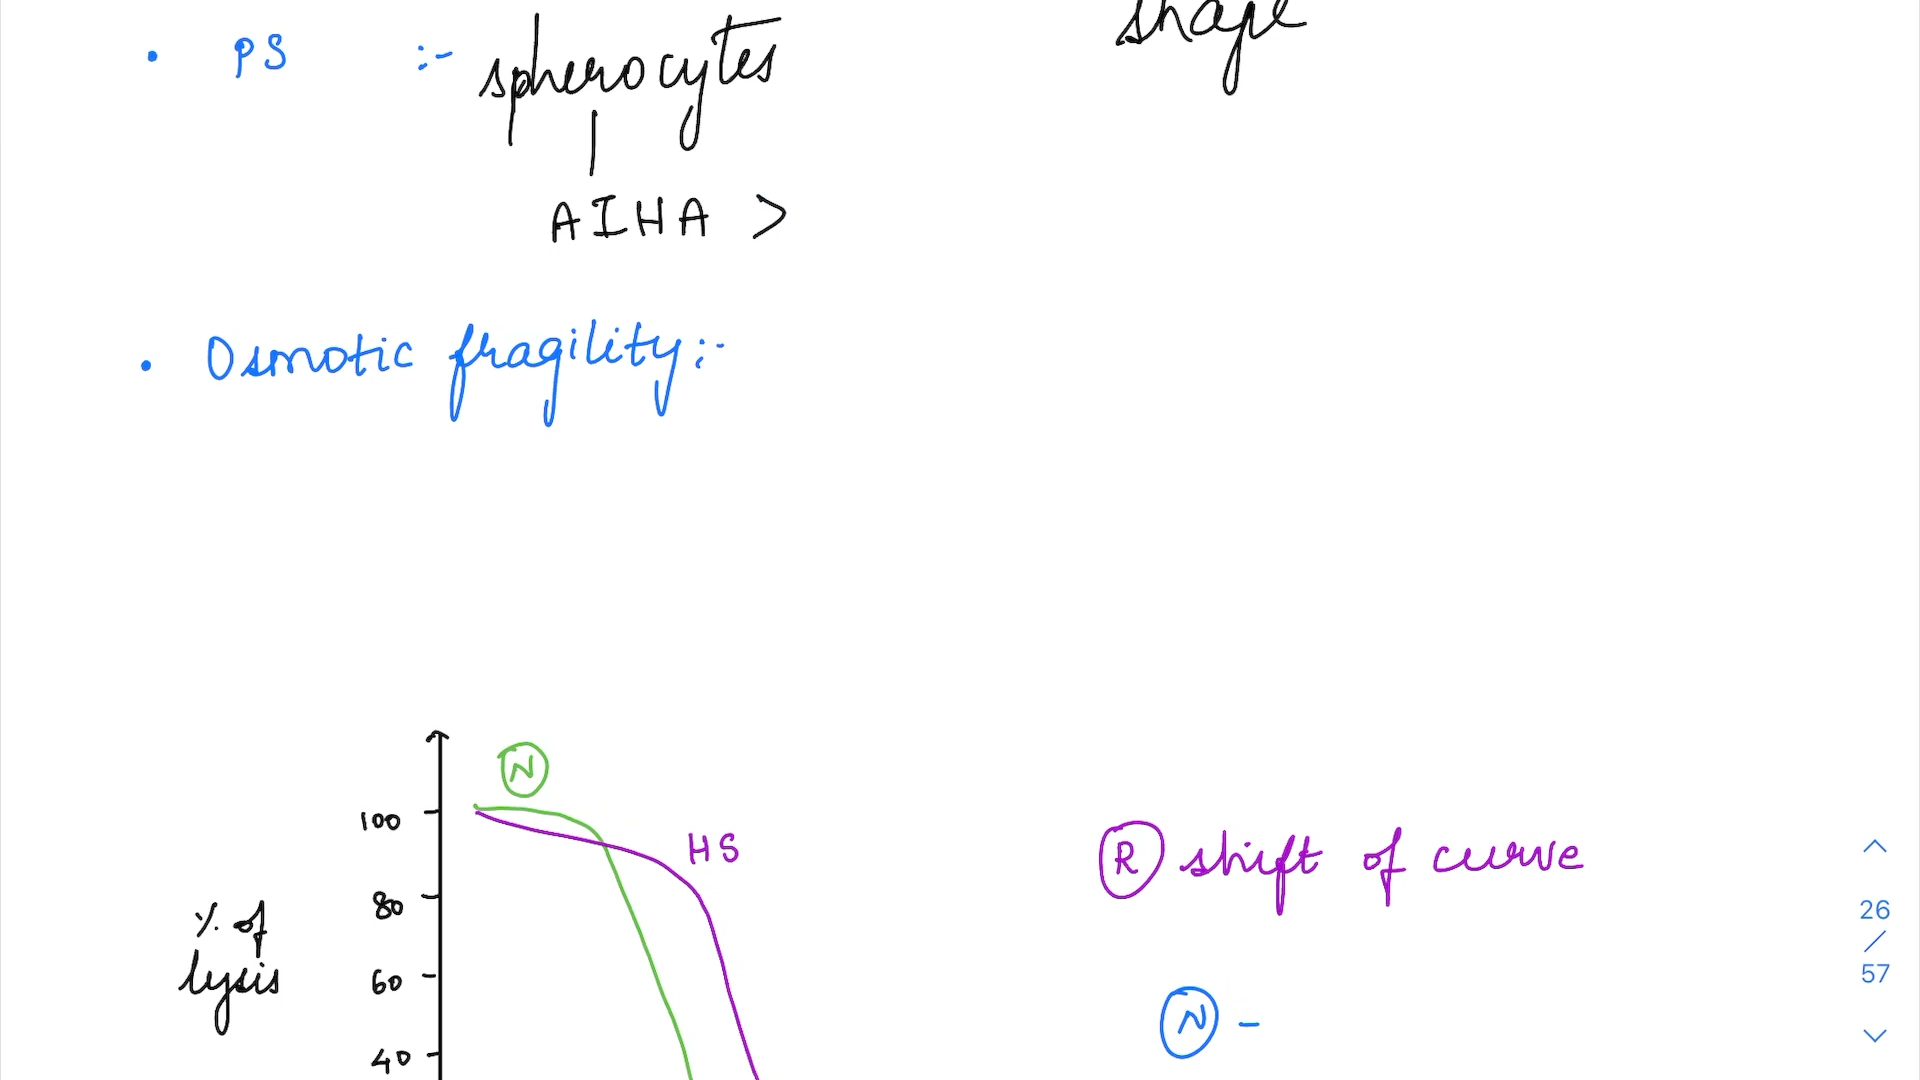 shape
• PS :- spherocytes
AIHA >
• Osmotic fragility :-
N
100
HS
R shift of curve
80
% of
lysis
60
N -
40
26
/
57